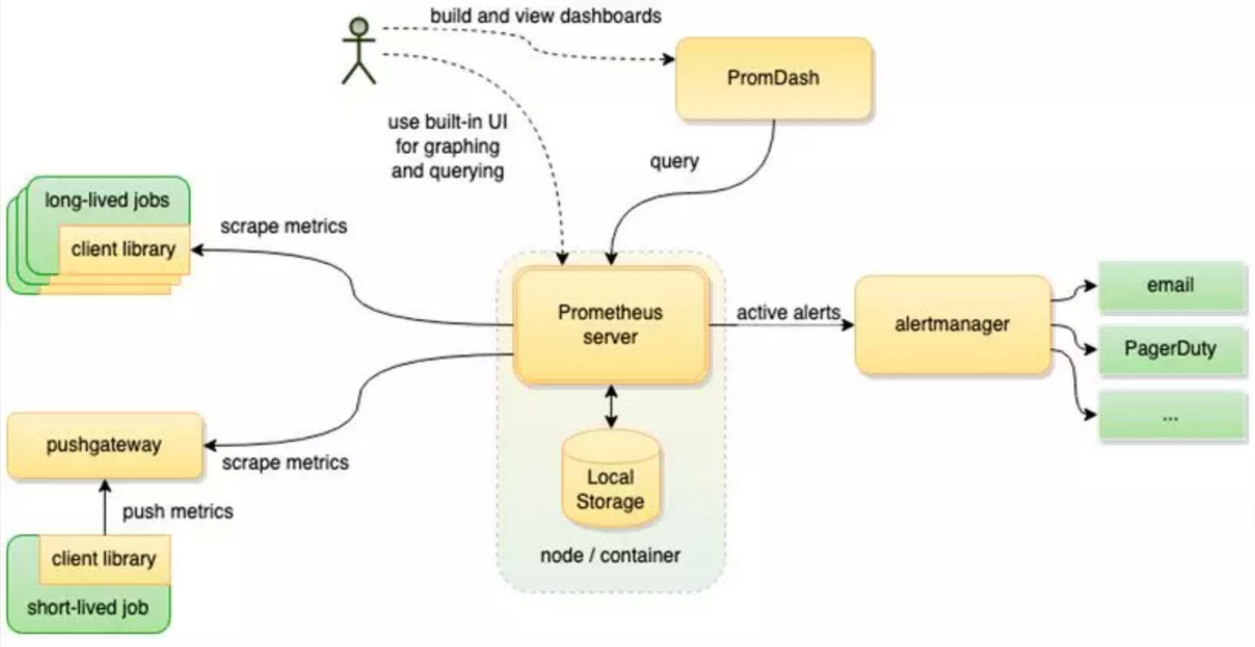 build and view dashboards
PromDash
use built-in UI
for graphing
and querying
query
long-lived jobs
client library
scrape metrics
Prometheus
server
active alerts
alertmanager
email
PagerDuty
...
pushgateway
scrape metrics
push metrics
client library
short-lived job
Local
Storage
node / container